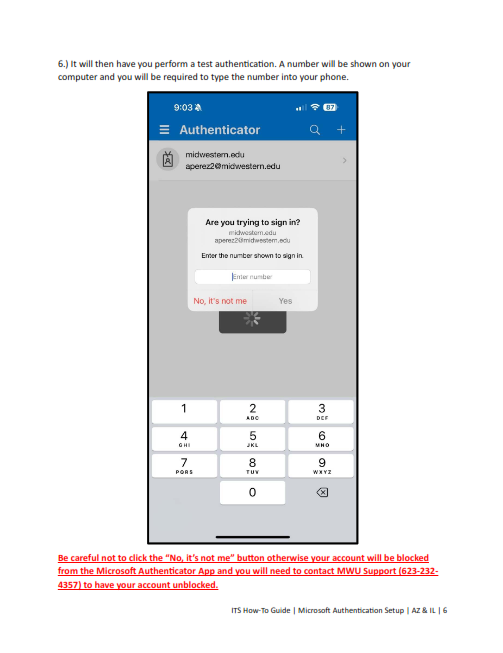 6.) It will then have you perform a test authentication. A number will be shown on your
computer and you will be required to type the number into your phone.
9:03
87
Authenticator
midwestern.edu
aperez2@midwestern.edu
Are you trying to sign in?
midwestern.edu
aperez2@midwestern.edu
Enter the number shown to sign in.
Enter number
No, it's not me Yes
1 2 3
ABC DEF
4 5 6
GHI JKL MNO
7 8 9
PQRS TUV WXYZ
0
Be careful not to click the “No, it’s not me” button otherwise your account will be blocked
from the Microsoft Authenticator App and you will need to contact MWU Support (623-232-
4357) to have your account unblocked.
ITS How-To Guide | Microsoft Authentication Setup | AZ & IL | 6